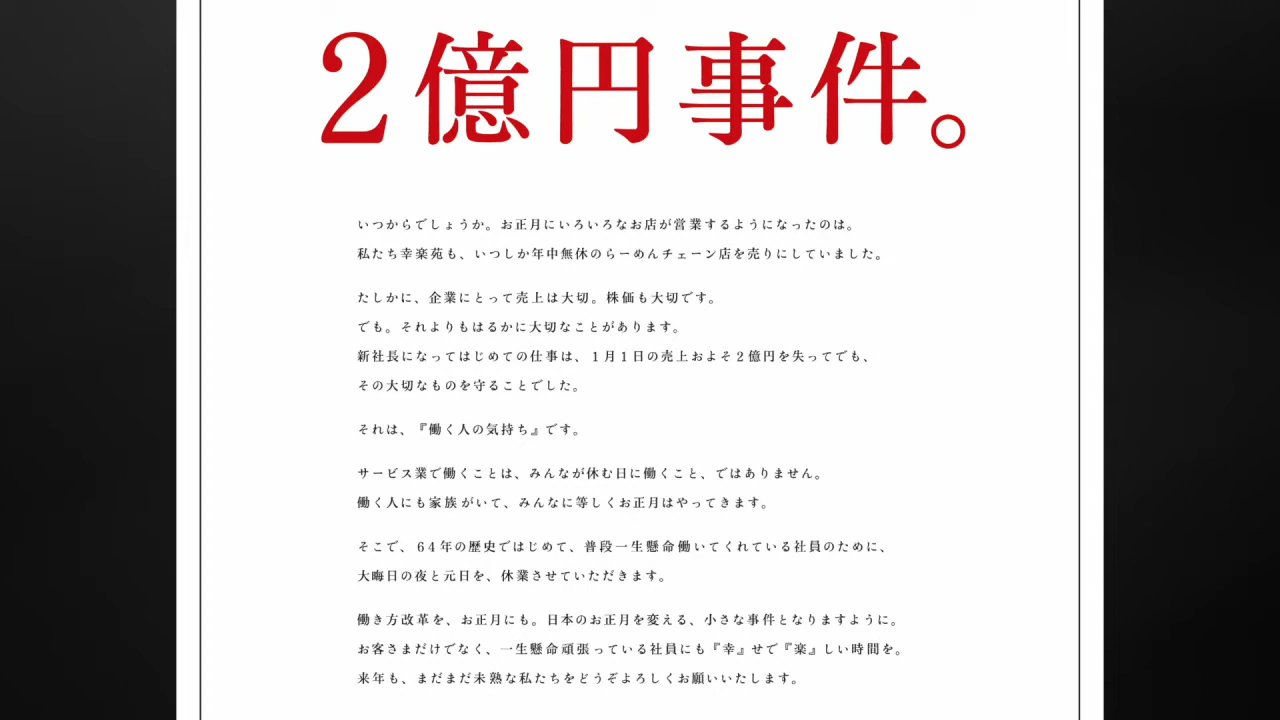 2億円事件。
いつからでしょうか。お正月にいろいろなお店が営業するようになったのは。
私たち幸楽苑も、いつしか年中無休のらーめんチェーン店を売りにしていました。
たしかに、企業にとって売上は大切。株価も大切です。
でも。それよりもはるかに大切なことがあります。
新社長になってはじめての仕事は、1月1日の売上およそ2億円を失ってでも、
その大切なものを守ることでした。
それは、『働く人の気持ち』です。
サービス業で働くことは、みんなが休む日に働くこと、ではありません。
働く人にも家族がいて、みんなに等しくお正月はやってきます。
そこで、64年の歴史ではじめて、普段一生懸命働いてくれている社員のために、
大晦日の夜と元日を、休業させていただきます。
働き方改革を、お正月にも。日本のお正月を変える、小さな事件となりますように。
お客さまだけでなく、一生懸命頑張っている社員にも『幸』せで『楽』しい時間を。
来年も、まだまだ未熟な私たちをどうぞよろしくお願いいたします。